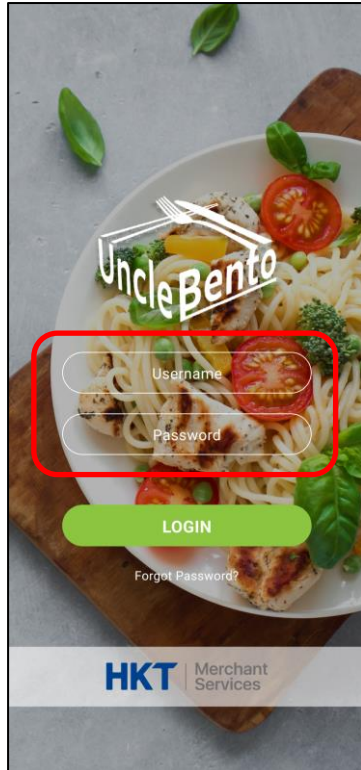 UncleBento
Username
Password
LOGIN
Forgot Password?
HKT | Merchant
Services